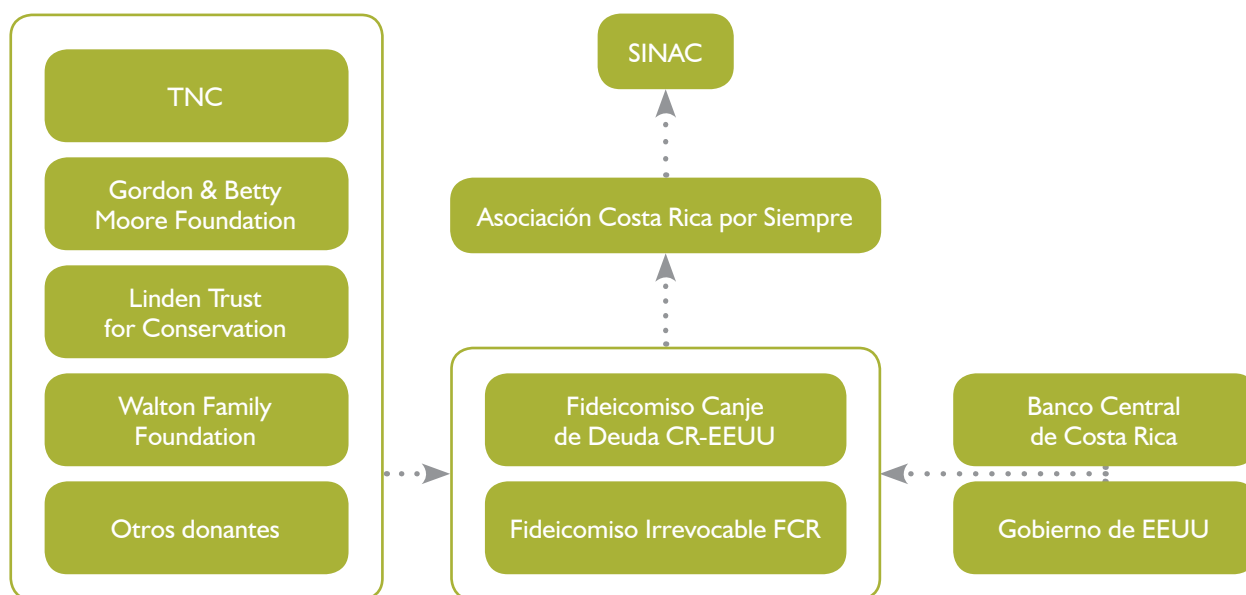 TNC
Gordon & Betty
Moore Foundation
Linden Trust
for Conservation
Walton Family
Foundation
Otros donantes
SINAC
Asociación Costa Rica por Siempre
Fideicomiso Canje
de Deuda CR-EEUU
Fideicomiso Irrevocable FCR
Banco Central
de Costa Rica
Gobierno de EEUU